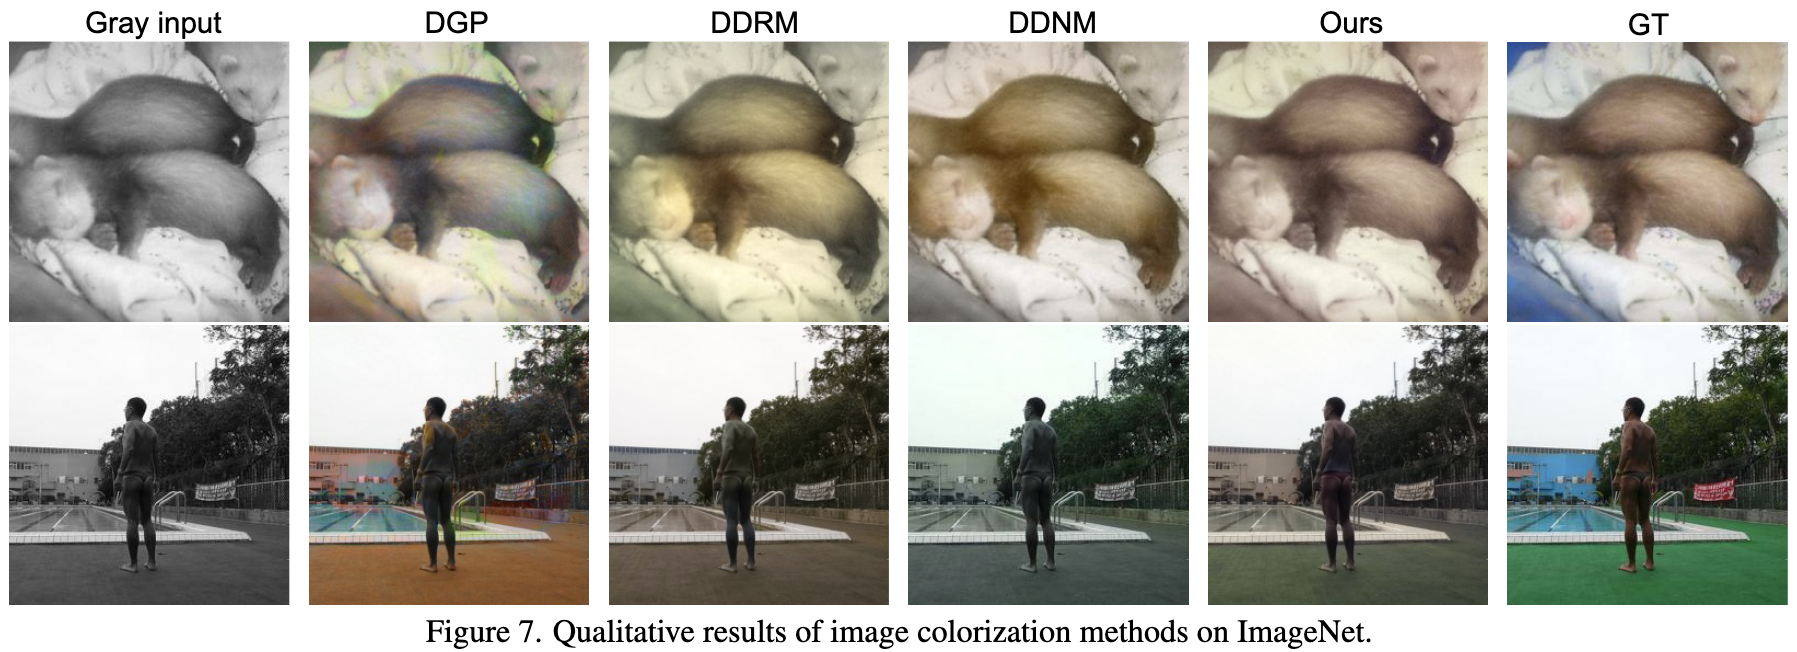 Gray input DGP DDRM DDNM Ours GT
Figure 7. Qualitative results of image colorization methods on ImageNet.